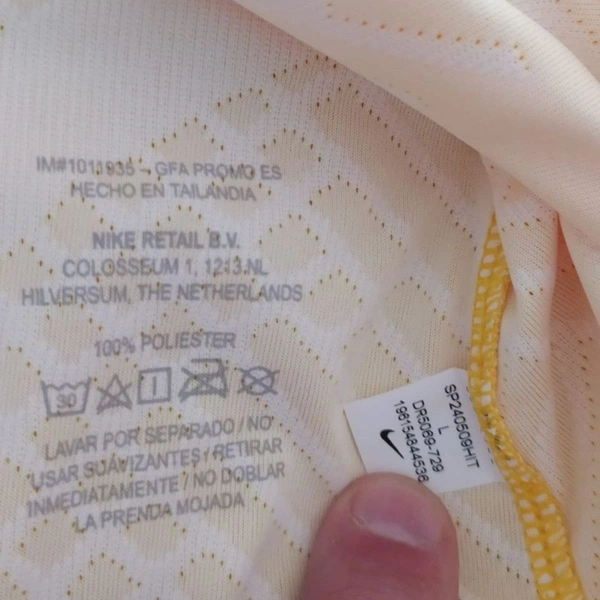 IM#1011935 - GFA PROMO ES
HECHO EN TAILANDIA
NIKE RETAIL B.V.
COLOSSEUM 1, 1213.NL
HILVERSUM, THE NETHERLANDS
100% POLIESTER
30
LAVAR POR SEPARADO / NO
USAR SUAVIZANTES / RETIRAR
INMEDIATAMENTE / NO DOBLAR
LA PRENDA MOJADA
SP240509HIT
L
DR5069-729
196154644536